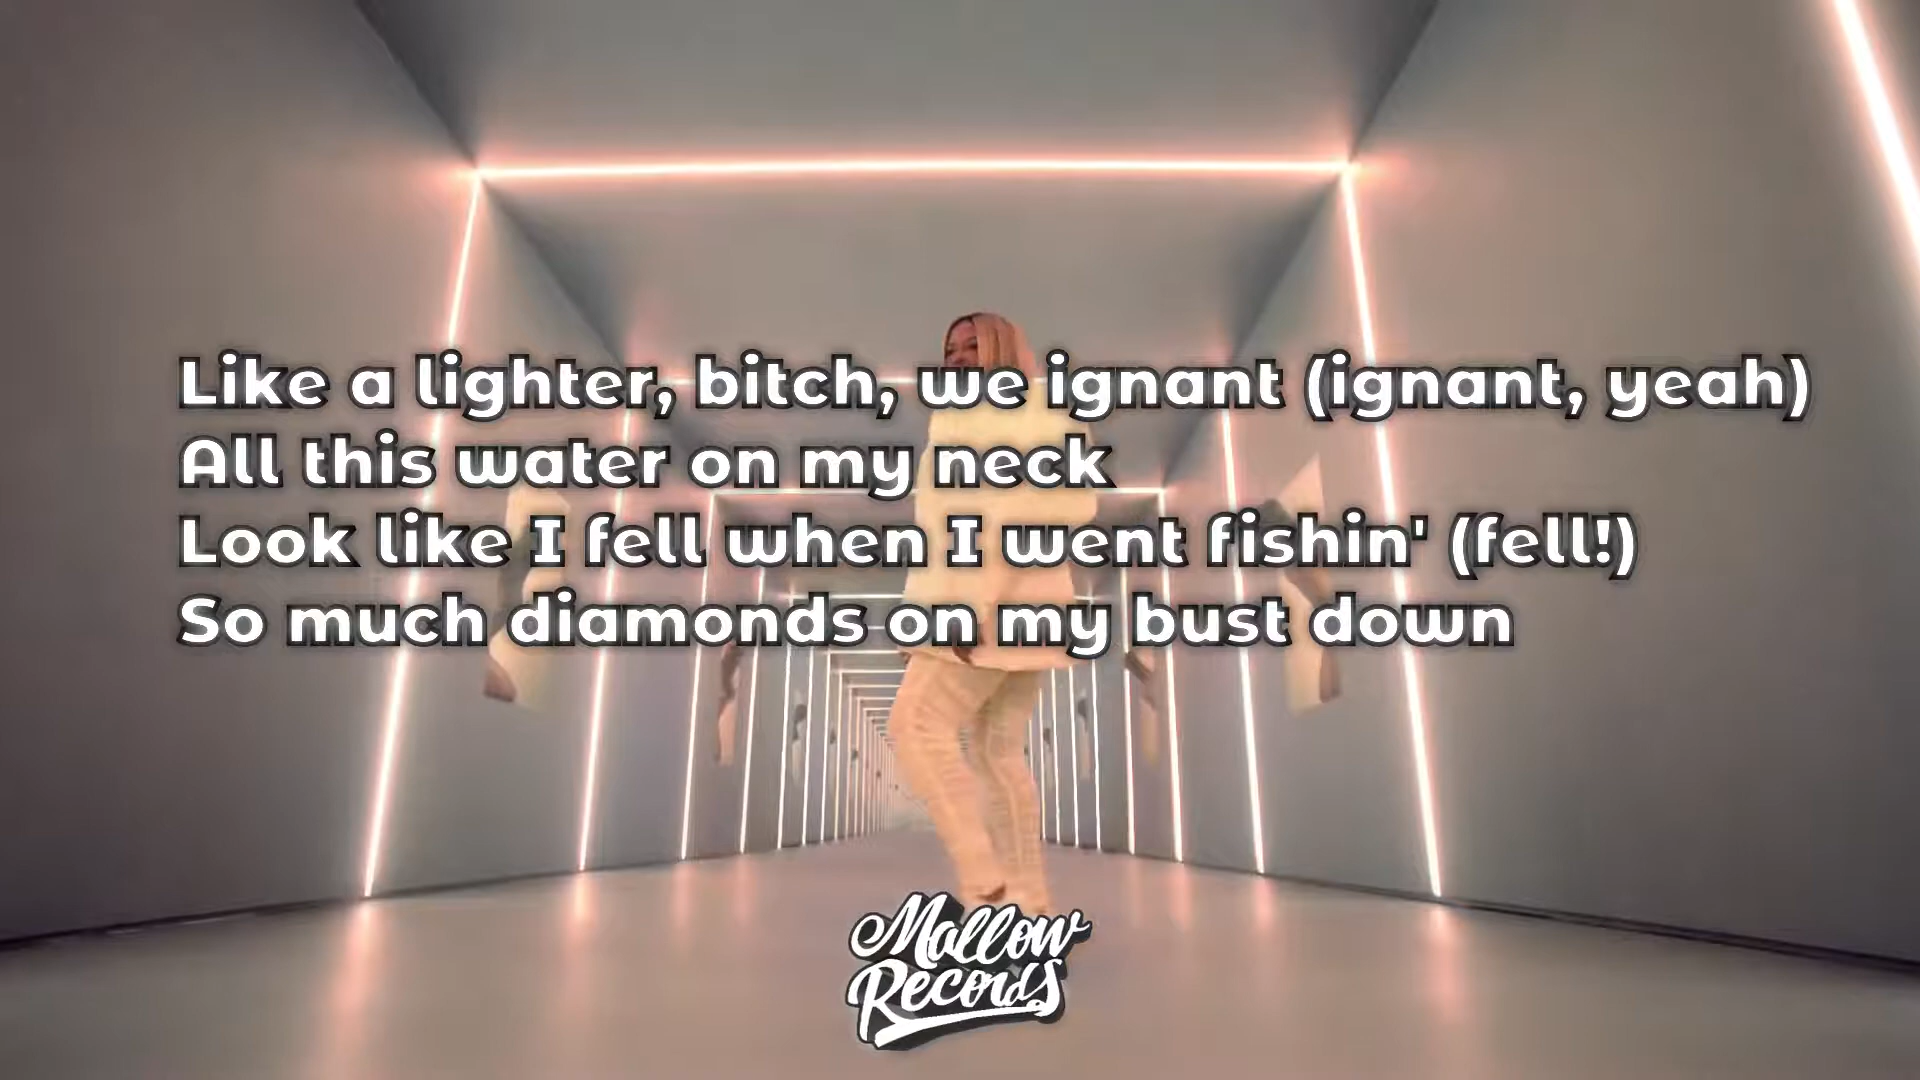 Like a lighter, bitch, we ignant (ignant, yeah)
All this water on my neck
Look like I fell when I went fishin' (fell!)
So much diamonds on my bust down
Mallow
Records